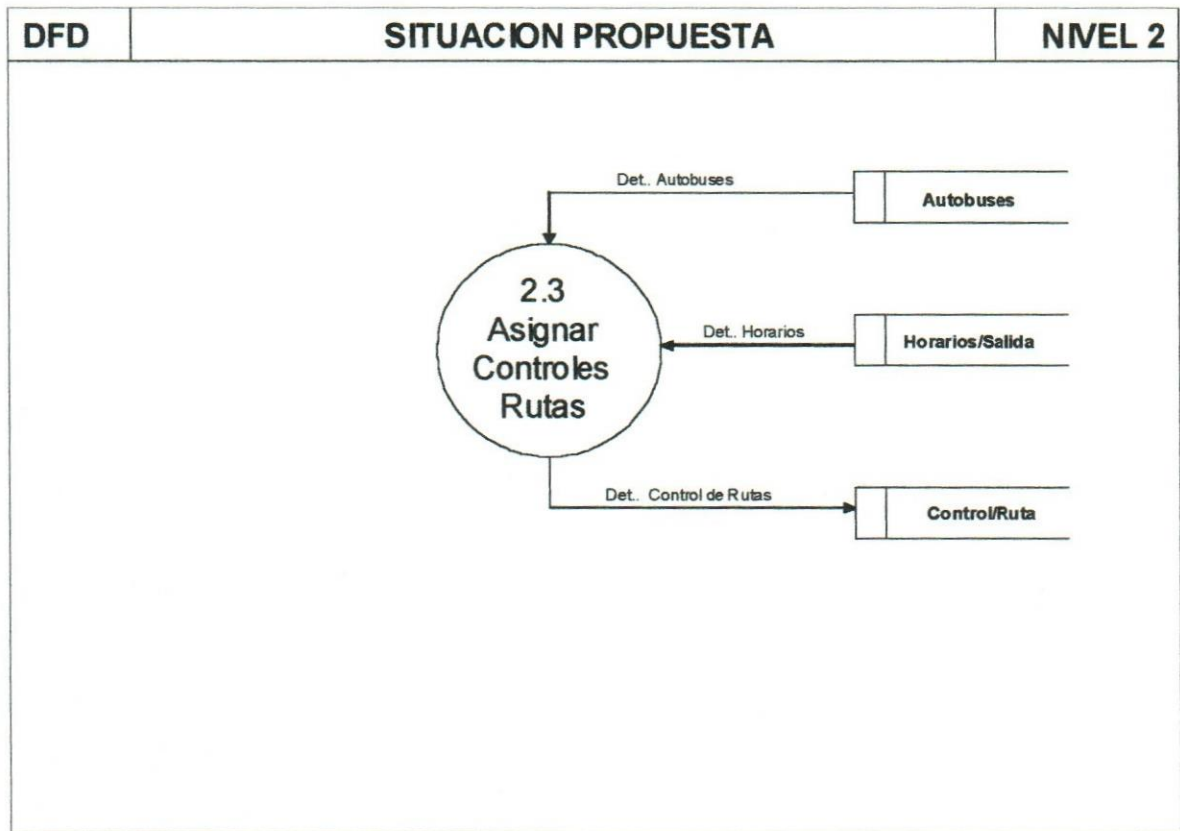 DFD
SITUACION PROPUESTA
NIVEL 2
Det.. Autobuses
Autobuses
2.3
Asignar
Controles
Rutas
Det.. Horarios
Horarios/Salida
Det.. Control de Rutas
Control/Ruta